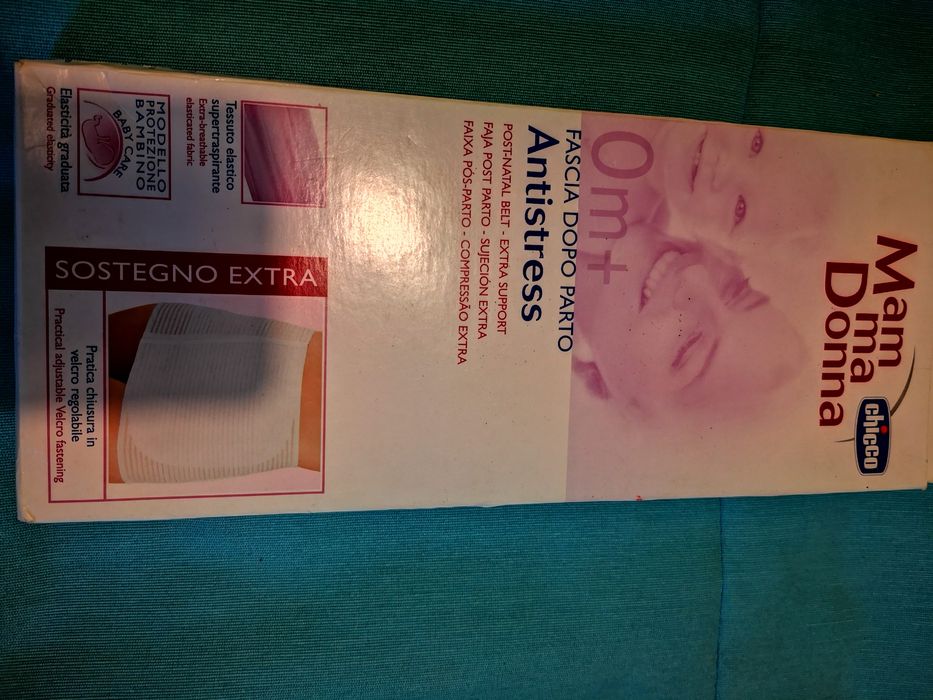 Mam
ma
Donna
chicco
0m+
FASCIA DOPO PARTO
Antistress
POST-NATAL BELT - EXTRA SUPPORT
FAJA POST PARTO - SUJECIÓN EXTRA
FAIXA PÓS-PARTO - COMPRESSÃO EXTRA
Tessuto elastico
supertraspirante
Extra-breathable
elasticated fabric
MODELLO
PROTEZIONE
BAMBINO
BABY CARE
Elasticità graduata
Graduated elasticity
SOSTEGNO EXTRA
Pratica chiusura in
velcro regolabile
Practical adjustable Velcro fastening